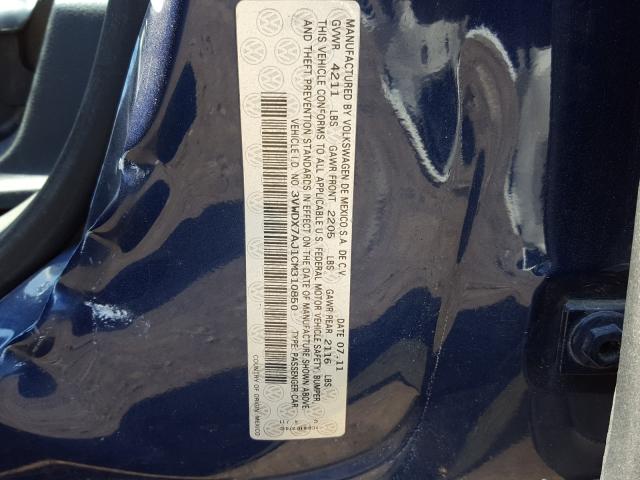 MANUFACTURED BY VOLKSWAGEN DE MEXICO,S.A. DE C.V. DATE 07.11
GVWR 4211 LBS GAWR FRONT 2205 LBS GAWR REAR 2116 LBS
THIS VEHICLE CONFORMS TO ALL APPLICABLE U.S. FEDERAL MOTOR VEHICLE SAFETY, BUMPER
AND THEFT PREVENTION STANDARDS IN EFFECT ON THE DATE OF MANUFACTURE SHOWN ABOVE.
VEHICLE I.D. NO. 3VWDX7AJ1CM310850 TYPE: PASSENGER CAR
COUNTRY OF ORIGIN: MEXICO